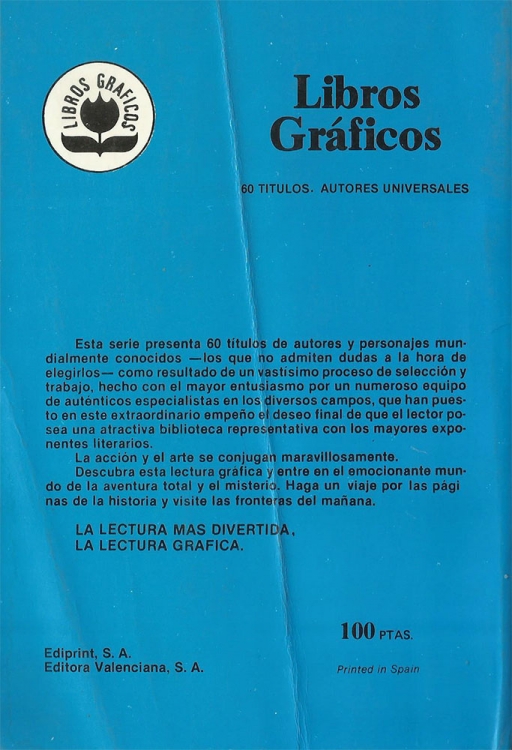 LIBROS GRAFICOS
Libros
Gráficos
60 TITULOS. AUTORES UNIVERSALES
Esta serie presenta 60 títulos de autores y personajes mun-
dialmente conocidos —los que no admiten dudas a la hora de
elegirlos— como resultado de un vastísimo proceso de selección y
trabajo, hecho con el mayor entusiasmo por un numeroso equipo
de auténticos especialistas en los diversos campos, que han pues-
to en este extraordinario empeño el deseo final de que el lector po-
sea una atractiva biblioteca representativa con los mayores expo-
nentes literarios.
La acción y el arte se conjugan maravillosamente.
Descubra esta lectura gráfica y entre en el emocionante mun-
do de la aventura total y el misterio. Haga un viaje por las pági
nas de la historia y visite las fronteras del mañana.
LA LECTURA MAS DIVERTIDA,
LA LECTURA GRAFICA.
100 PTAS.
Ediprint, S. A.
Editora Valenciana, S. A.
Printed in Spain